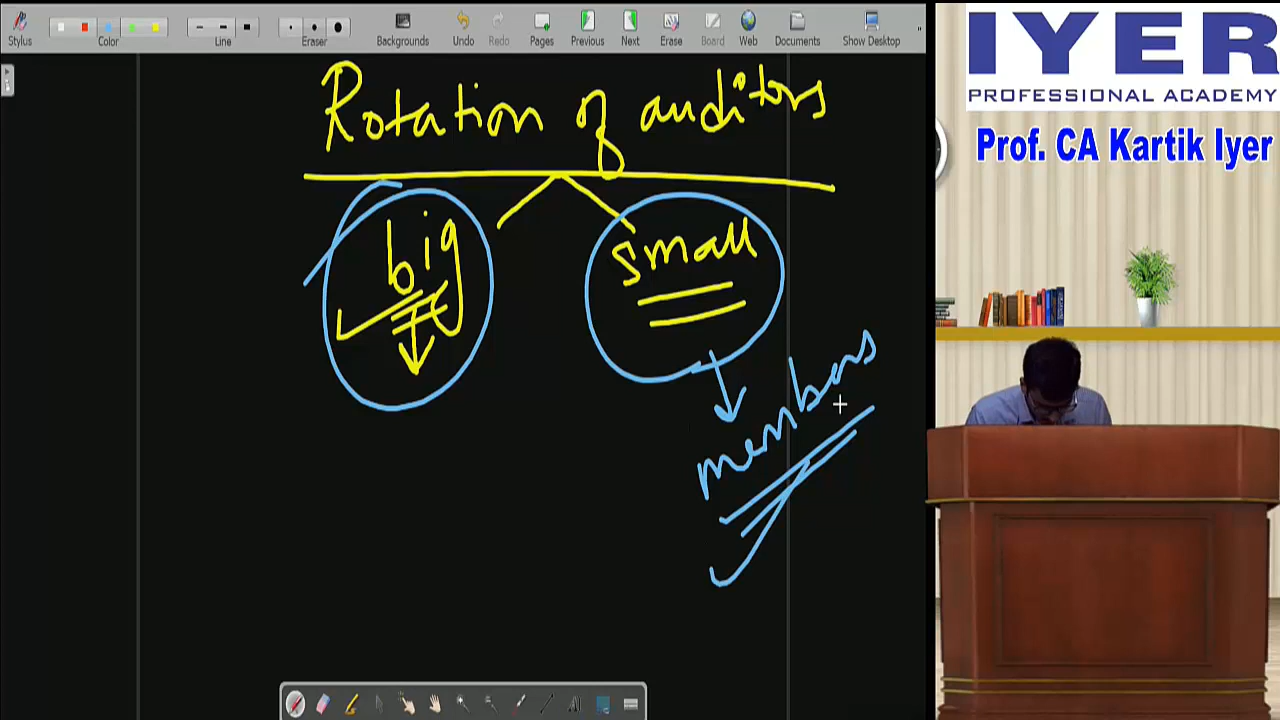 Stylus
Color
Line
Eraser
Backgrounds
Undo
Redo
Pages
Previous
Next
Erase
Board
Web
Documents
Show Desktop
IYER
PROFESSIONAL ACADEMY
Prof. CA Kartik Iyer
Rotation of auditors
big
small
members